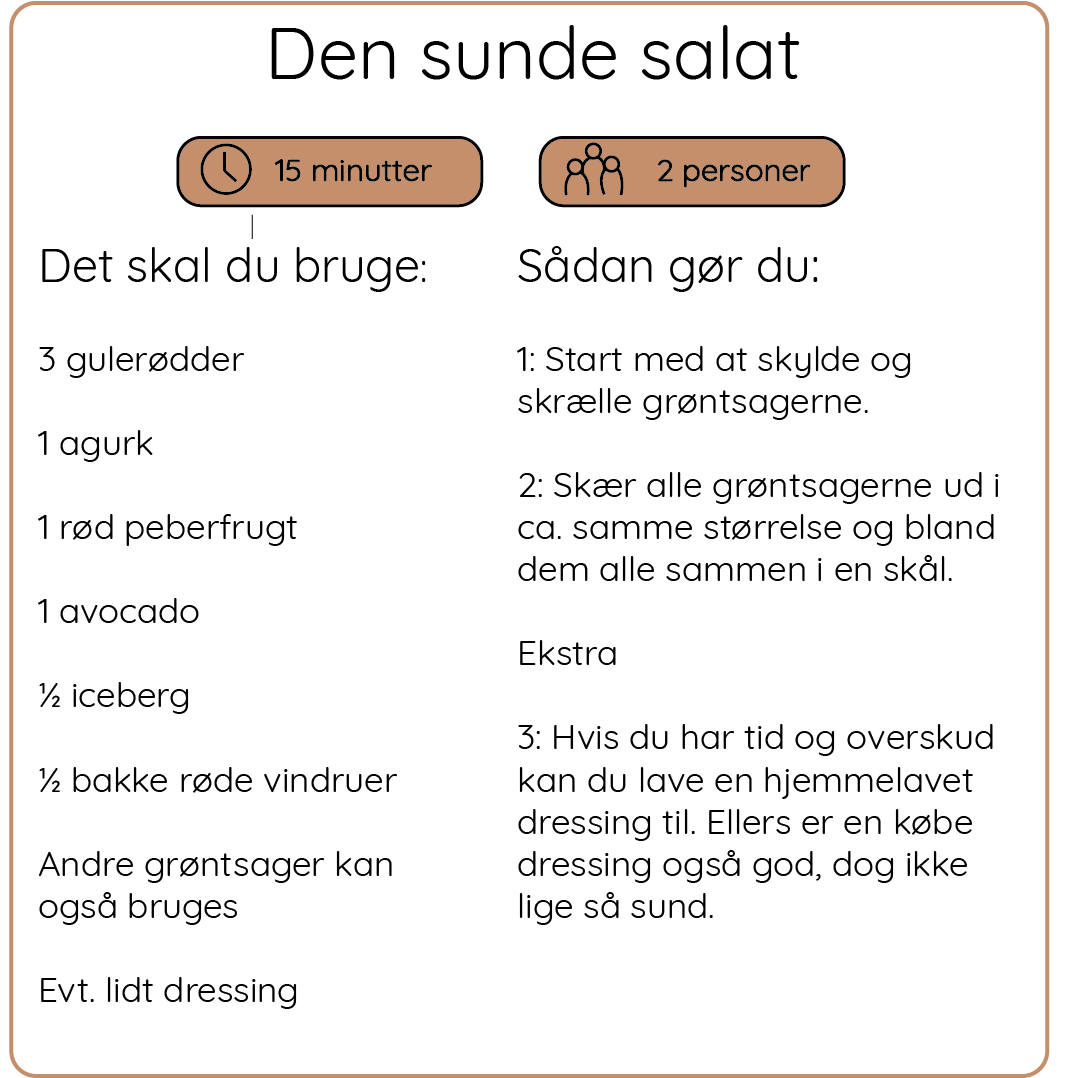 Den sunde salat
15 minutter
2 personer
Det skal du bruge:
3 gulerødder
1 agurk
1 rød peberfrugt
1 avocado
½ iceberg
½ bakke røde vindruer
Andre grøntsager kan
også bruges
Evt. lidt dressing
Sådan gør du:
1: Start med at skylde og
skrælle grøntsagerne.
2: Skær alle grøntsagerne ud i
ca. samme størrelse og bland
dem alle sammen i en skål.
Ekstra
3: Hvis du har tid og overskud
kan du lave en hjemmelavet
dressing til. Ellers er en købe
dressing også god, dog ikke
lige så sund.